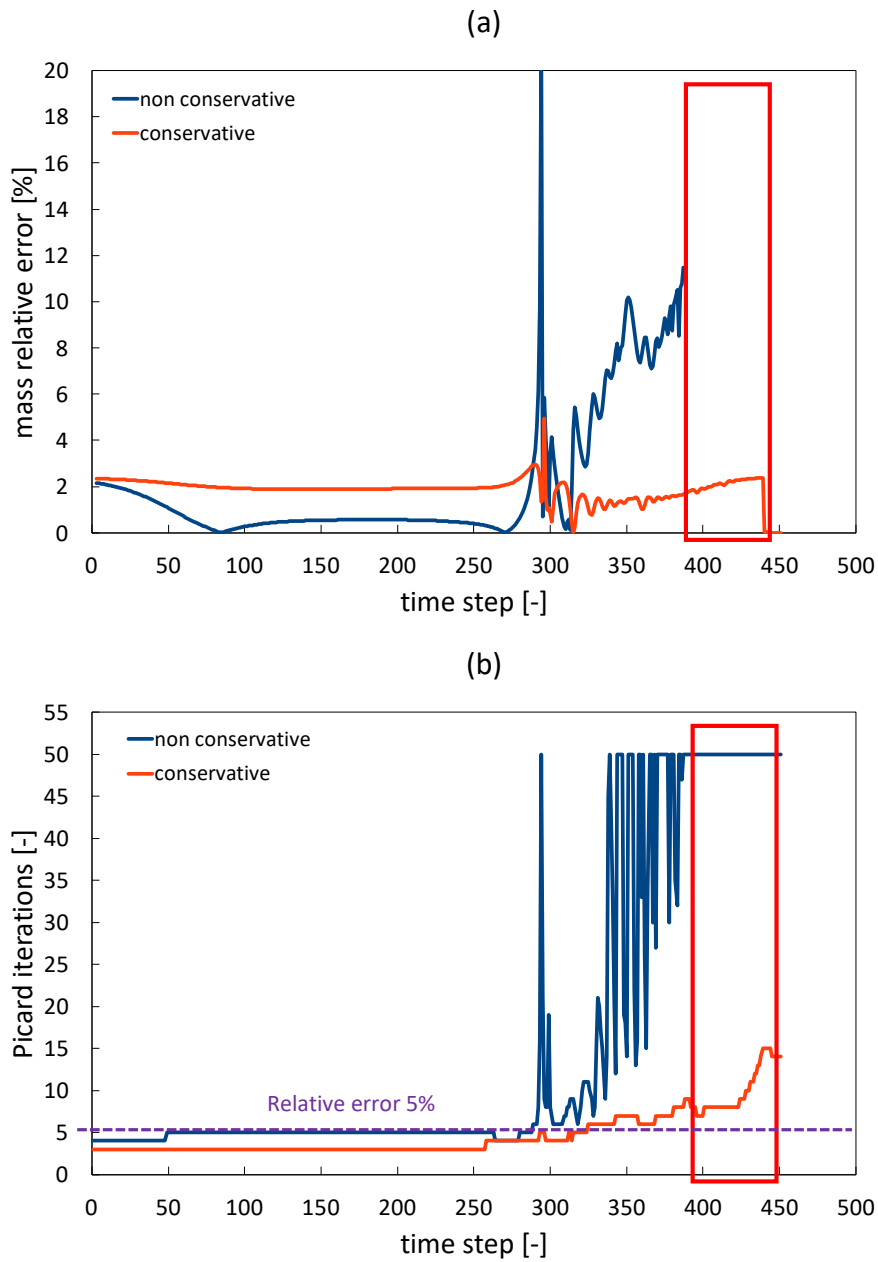 (a)
20
18
16
14
12
10
8
6
4
2
0
mass relative error [%]
non conservative
conservative
0 50 100 150 200 250 300 350 400 450 500
time step [-]
(b)
55
50
45
40
35
30
25
20
15
10
5
0
Picard iterations [-]
non conservative
conservative
Relative error 5%
0 50 100 150 200 250 300 350 400 450 500
time step [-]